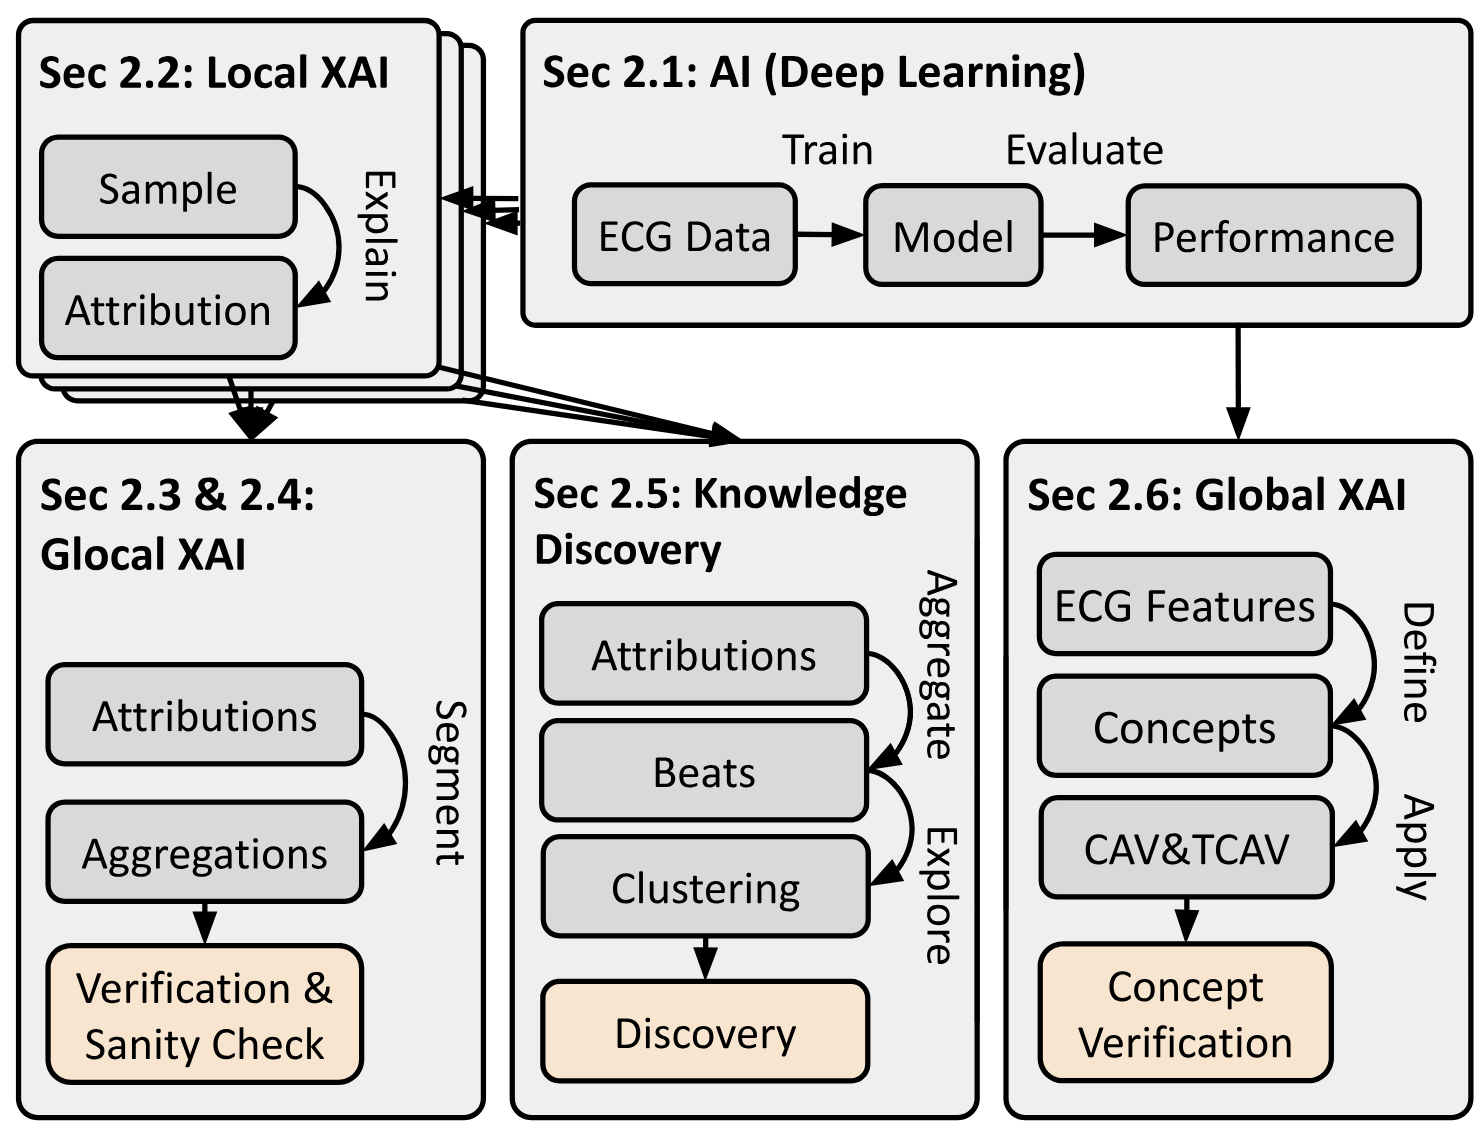 Sec 2.2: Local XAI
Sample
Attribution
Explain
Sec 2.1: AI (Deep Learning)
Train
Evaluate
ECG Data
Model
Performance
Sec 2.3 & 2.4:
Glocal XAI
Attributions
Aggregations
Segment
Verification &
Sanity Check
Sec 2.5: Knowledge
Discovery
Attributions
Aggregate
Beats
Clustering
Explore
Discovery
Sec 2.6: Global XAI
ECG Features
Define
Concepts
CAV&TCAV
Apply
Concept
Verification